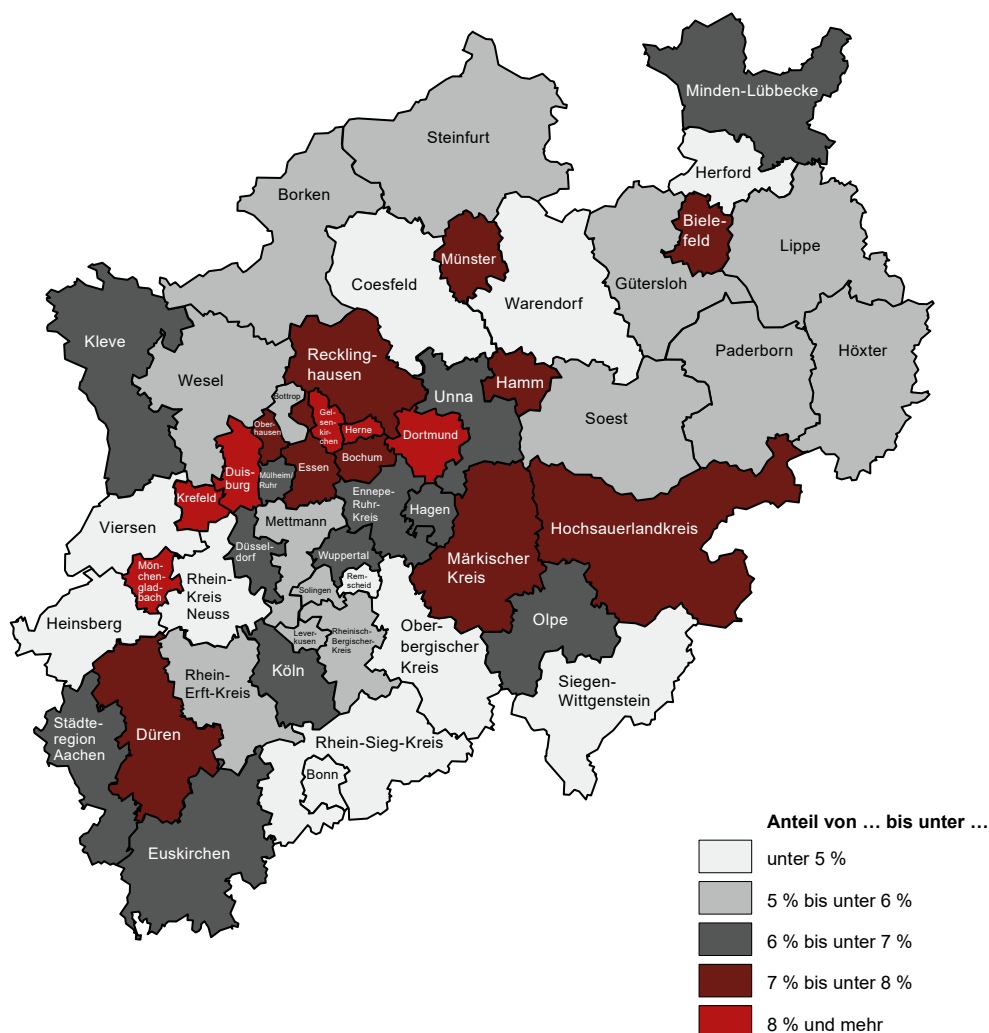 Minden-Lübbecke
Steinfurt
Herford
Borken
Biele-
feld
Lippe
Münster
Coesfeld
Gütersloh
Warendorf
Kleve
Reckling-
hausen
Paderborn
Höxter
Wesel
Hamm
Unna
Bottrop
Soest
Gel-
sen-
kir-
chen
Ober-
hausen
Herne
Dortmund
Bochum
Essen
Duis-
burg
Mülheim/
Ruhr
Krefeld
Ennepe-
Ruhr-
Kreis
Hagen
Viersen
Mettmann
Hochsauerlandkreis
Düssel-
dorf
Wuppertal
Märkischer
Kreis
Mön-
chen-
glad-
bach
Rhein-
Kreis
Neuss
Rem-
scheid
Solingen
Heinsberg
Olpe
Lever-
kusen
Rheinisch-
Bergischer-
Kreis
Ober-
bergischer
Kreis
Köln
Rhein-
Erft-Kreis
Siegen-
Wittgenstein
Städte-
region
Aachen
Düren
Rhein-Sieg-Kreis
Bonn
Euskirchen
Anteil von … bis unter …
unter 5 %
5 % bis unter 6 %
6 % bis unter 7 %
7 % bis unter 8 %
8 % und mehr